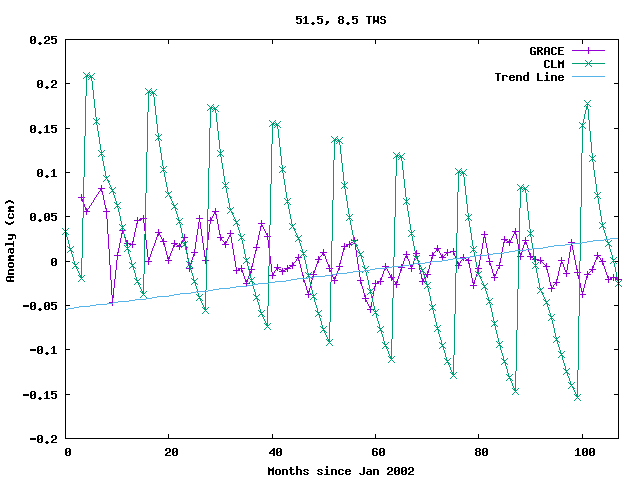 51.5, 8.5 TWS
GRACE
CLM
Trend Line
0.25
0.2
0.15
0.1
0.05
0
-0.05
-0.1
-0.15
-0.2
Anomaly (cm)
0 20 40 60 80 100
Months since Jan 2002